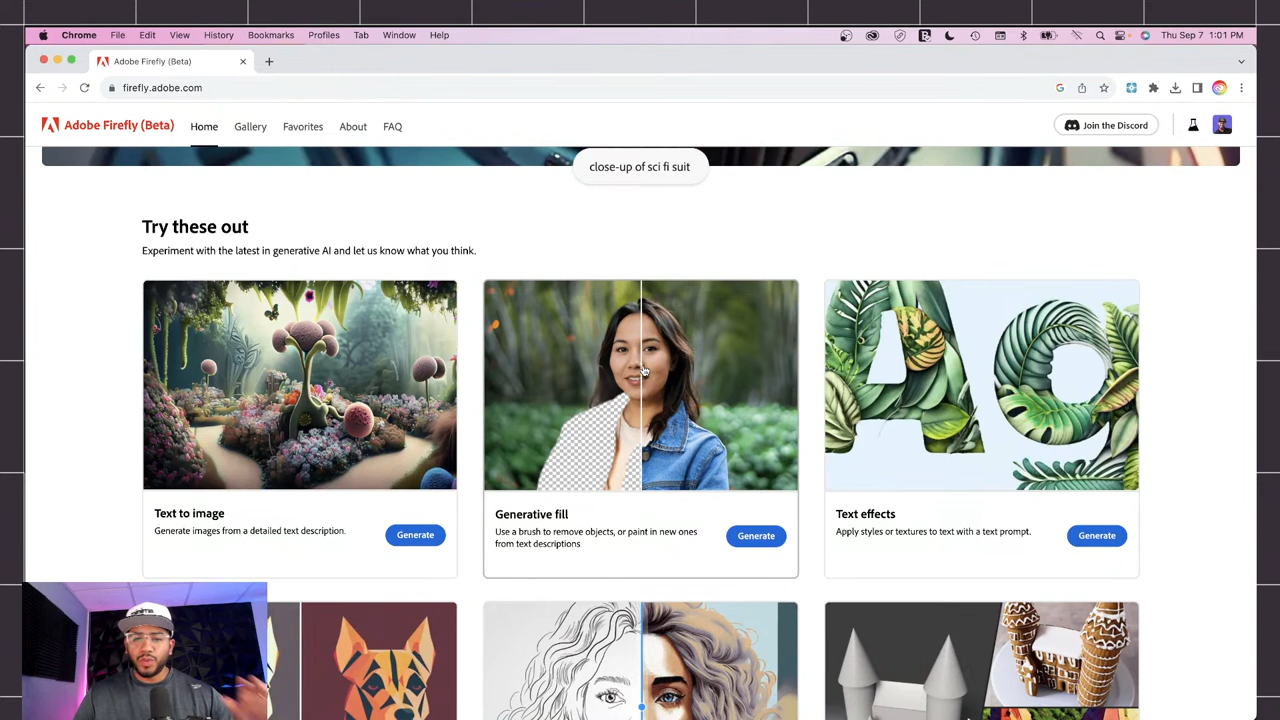 Chrome File Edit View History Bookmarks Profiles Tab Window Help Thu Sep 7 1:01 PM
Adobe Firefly (Beta)
firefly.adobe.com
Adobe Firefly (Beta) Home Gallery Favorites About FAQ Join the Discord
close-up of sci fi suit
Try these out
Experiment with the latest in generative AI and let us know what you think.
Text to image
Generate images from a detailed text description.
Generate
Generative fill
Use a brush to remove objects, or paint in new ones
from text descriptions
Generate
Ag
Text effects
Apply styles or textures to text with a text prompt.
Generate